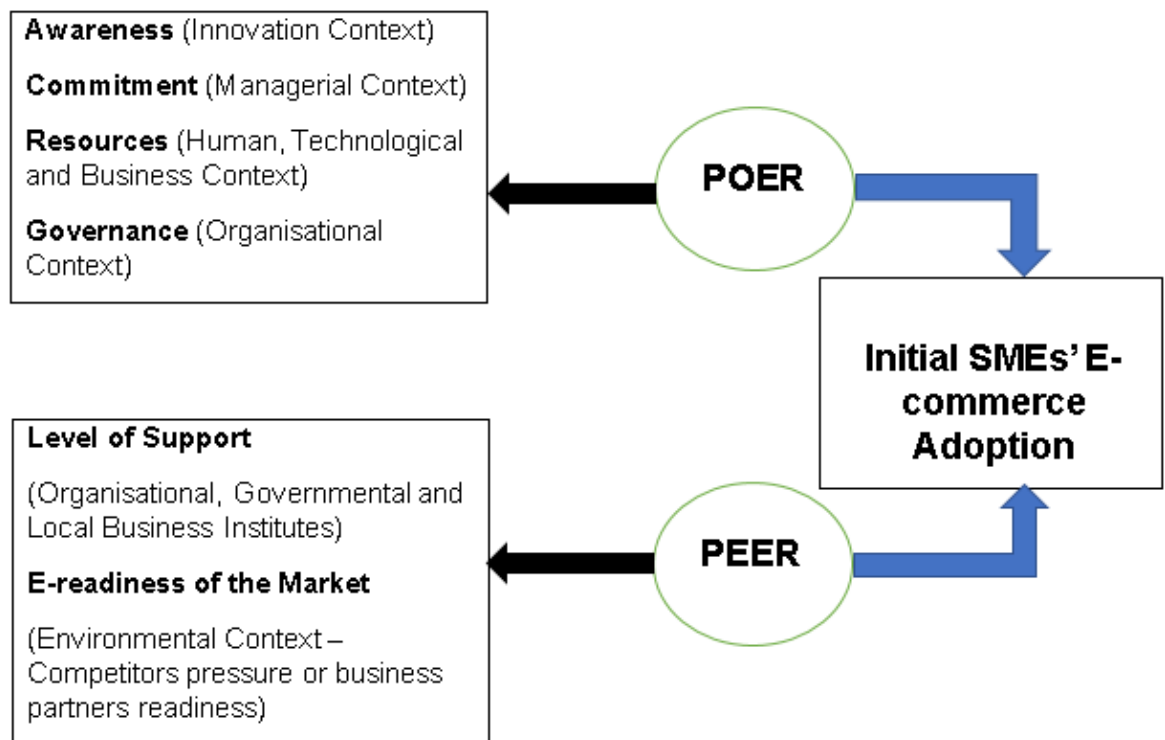 Awareness (Innovation Context)
Commitment (Managerial Context)
Resources (Human, Technological
and Business Context)
Governance (Organisational
Context)
POER
Initial SMEs’ E-
commerce
Adoption
Level of Support
(Organisational, Governmental and
Local Business Institutes)
E-readiness of the Market
(Environmental Context –
Competitors pressure or business
partners readiness)
PEER